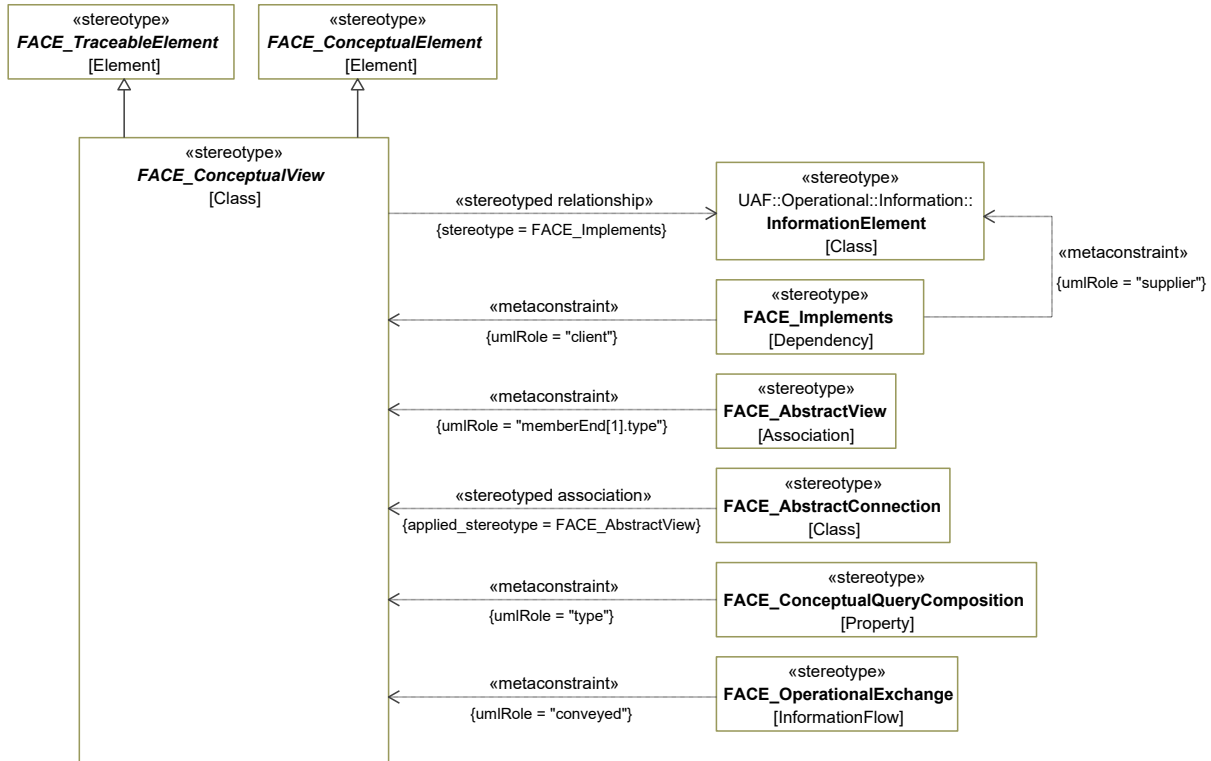 «stereotype»
FACE_TraceableElement
[Element]
«stereotype»
FACE_ConceptualElement
[Element]
«stereotype»
FACE_ConceptualView
[Class]
«stereotyped relationship»
{stereotype = FACE_Implements}
«stereotype»
UAF::Operational::Information::
InformationElement
[Class]
«metaconstraint»
{umlRole = "supplier"}
«metaconstraint»
{umlRole = "client"}
«stereotype»
FACE_Implements
[Dependency]
«metaconstraint»
{umlRole = "memberEnd[1].type"}
«stereotype»
FACE_AbstractView
[Association]
«stereotyped association»
{applied_stereotype = FACE_AbstractView}
«stereotype»
FACE_AbstractConnection
[Class]
«metaconstraint»
{umlRole = "type"}
«stereotype»
FACE_ConceptualQueryComposition
[Property]
«metaconstraint»
{umlRole = "conveyed"}
«stereotype»
FACE_OperationalExchange
[InformationFlow]